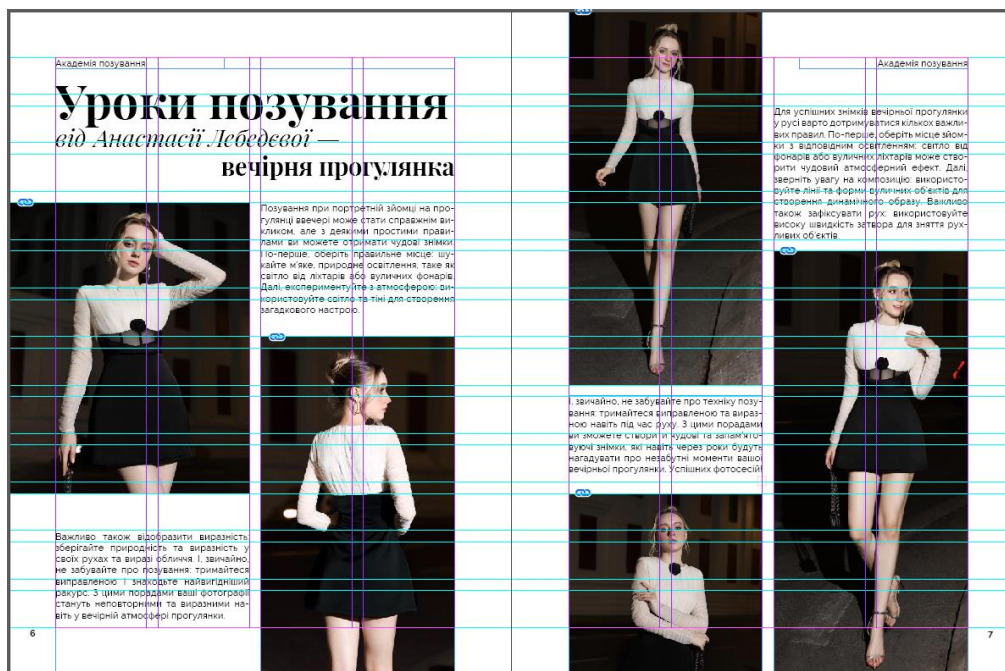 Академія позування
Уроки позування
від Анастасії Лебедєвої —
вечірня прогулянка
Позування при портретній зйомці на про-
гулянці ввечері може стати справжнім ви-
кликом, але з деякими простими прави-
лами ви можете отримати чудові знімки.
По-перше, оберіть правильне місце: шу-
кайте м'яке, природне освітлення, таке як
світло від ліхтарів або вуличних фонарів.
Далі, експериментуйте з атмосферою: ви-
користовуйте світло та тіні для створення
загадкового настрою.
Важливо також відобразити виразність:
зберігайте природність та виразність у
своїх рухах та виразі обличчя. І, звичайно,
не забувайте про позування: тримайтеся
виправленою і знаходьте найвигідніший
ракурс. З цими порадами ваші фотографії
стануть неповторними та виразними на-
віть у вечірній атмосфері прогулянки.
6
Академія позування
Для успішних знімків вечірньої прогулянки
у русі варто дотримуватися кількох важли-
вих правил. По-перше, оберіть місце зйом-
ки з відповідним освітленням: світло від
фонарів або вуличних ліхтарів може ство-
рити чудовий атмосферний ефект. Далі,
зверніть увагу на композицію: використо-
вуйте лінії та форми вуличних об'єктів для
створення динамічного образу. Важливо
також зафіксувати рух: використовуйте
високу швидкість затвора для зняття рух-
ливих об'єктів.
І, звичайно, не забувайте про техніку позу-
вання: тримайтеся виправленою та вираз-
ною навіть під час руху. З цими порадами
ви зможете створити чудові та запам'ято-
вуючі знімки, які навіть через роки будуть
нагадувати про незабутні моменти вашої
вечірньої прогулянки. Успішних фотосесій!
7